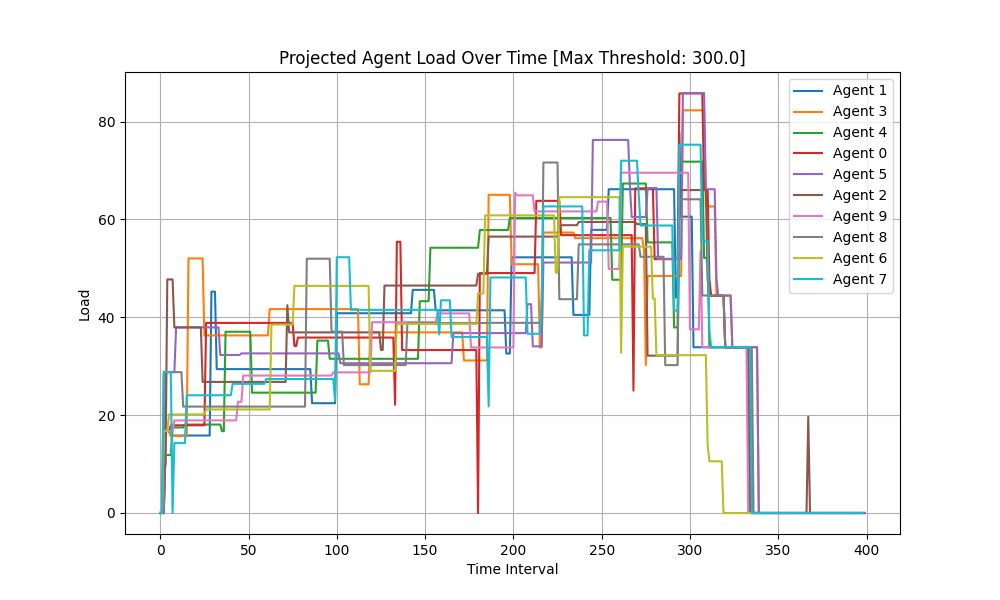 Projected Agent Load Over Time [Max Threshold: 300.0]
Load
80
60
40
20
0
0 50 100 150 200 250 300 350 400
Time Interval
Agent 1
Agent 3
Agent 4
Agent 0
Agent 5
Agent 2
Agent 9
Agent 8
Agent 6
Agent 7